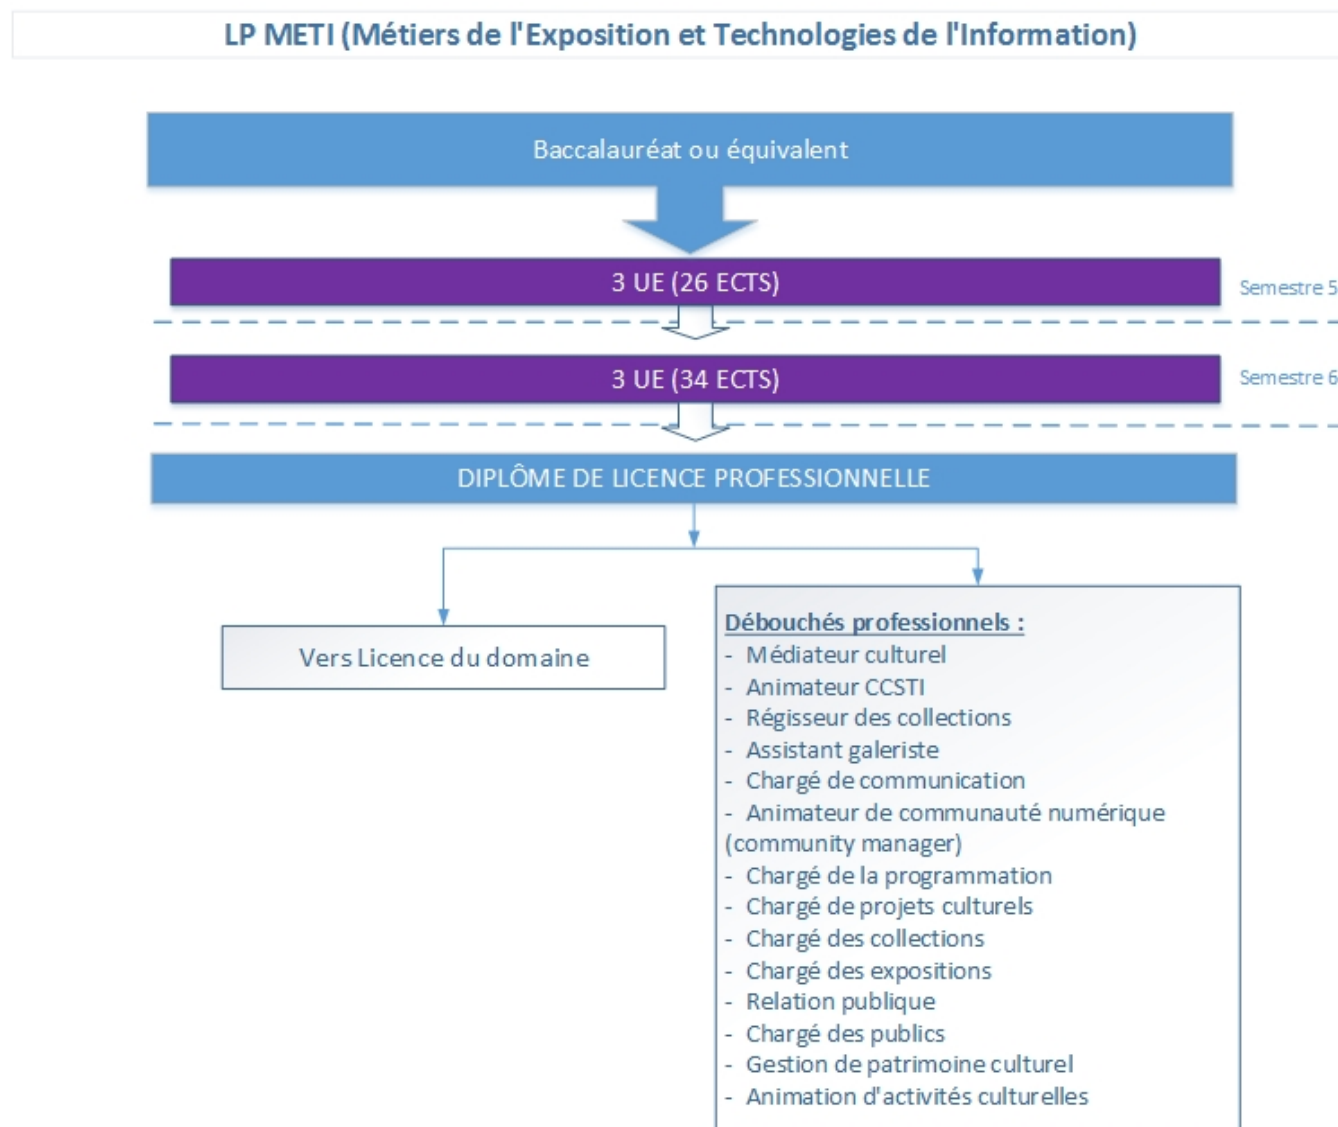 LP METI (Métiers de l'Exposition et Technologies de l'Information)
Baccalauréat ou équivalent
3 UE (26 ECTS)
Semestre 5
3 UE (34 ECTS)
Semestre 6
DIPLÔME DE LICENCE PROFESSIONNELLE
Vers Licence du domaine
Débouchés professionnels :
- Médiateur culturel
- Animateur CCSTI
- Régisseur des collections
- Assistant galeriste
- Chargé de communication
- Animateur de communauté numérique
(community manager)
- Chargé de la programmation
- Chargé de projets culturels
- Chargé des collections
- Chargé des expositions
- Relation publique
- Chargé des publics
- Gestion de patrimoine culturel
- Animation d'activités culturelles